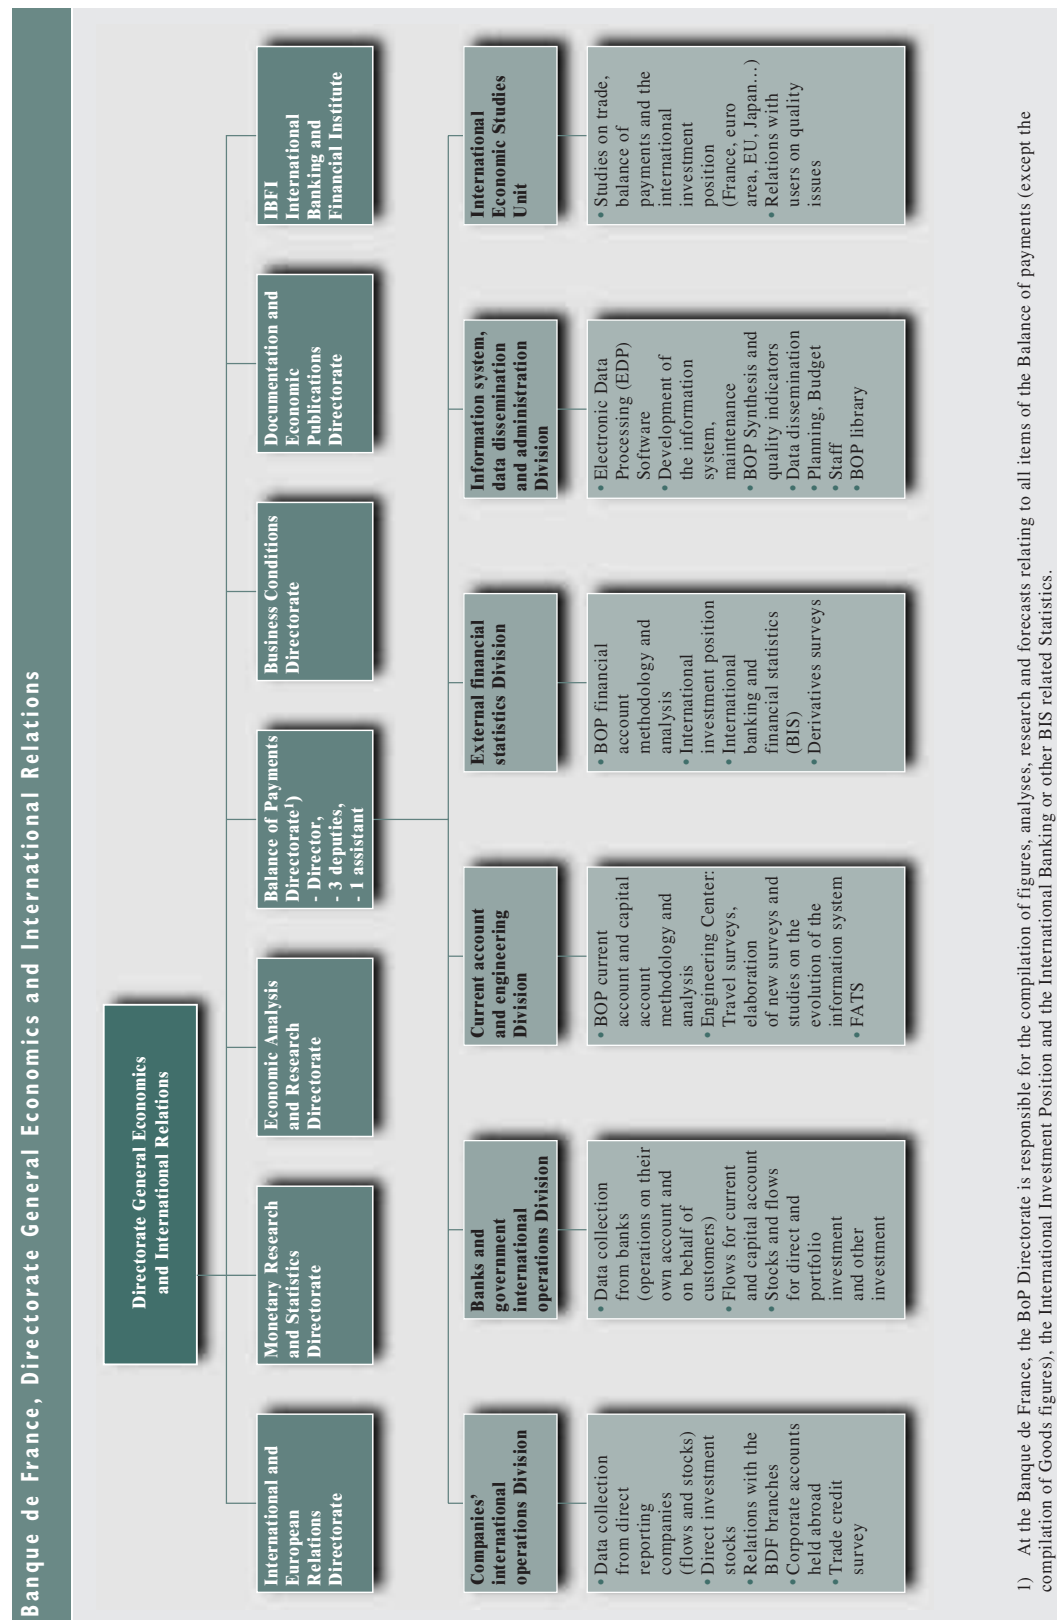 Banque de France, Directorate General Economics and International Relations
Directorate General Economics
and International Relations
International and
European
Relations
Directorate
Monetary Research
and Statistics
Directorate
Economic Analysis
and Research
Directorate
Balance of Payments
Directorate¹)
- Director,
- 3 deputies,
- 1 assistant
Business Conditions
Directorate
Documentation and
Economic
Publications
Directorate
IBFI
International
Banking and
Financial Institute
Companies'
international
operations Division
• Data collection
from direct
reporting
companies
(flows and stocks)
• Direct investment
stocks
• Relations with the
BDF branches
• Corporate accounts
held abroad
• Trade credit
survey
Banks and
government
international
operations Division
• Data collection
from banks
(operations on their
own account and
on behalf of
customers)
• Flows for current
and capital account
• Stocks and flows
for direct and
portfolio
investment
and other
investment
Current account
and engineering
Division
• BOP current
account and capital
account
methodology and
analysis
• Engineering Center:
Travel surveys,
elaboration
of new surveys and
studies on the
evolution of the
information system
• FATS
External financial
statistics Division
• BOP financial
account
methodology and
analysis
• International
investment position
• International
banking and
financial statistics
(BIS)
• Derivatives surveys
Information system,
data dissemination
and administration
Division
• Electronic Data
Processing (EDP)
Software
• Development of
the information
system,
maintenance
• BOP Synthesis and
quality indicators
• Data dissemination
• Planning, Budget
• Staff
• BOP library
International
Economic Studies
Unit
• Studies on trade,
balance of
payments and the
international
investment
position
(France, euro
area, EU, Japan…)
• Relations with
users on quality
issues
1) At the Banque de France, the BoP Directorate is responsible for the compilation of figures, analyses, research and forecasts relating to all items of the Balance of payments (except the
compilation of Goods figures), the International Investment Position and the International Banking or other BIS related Statistics.